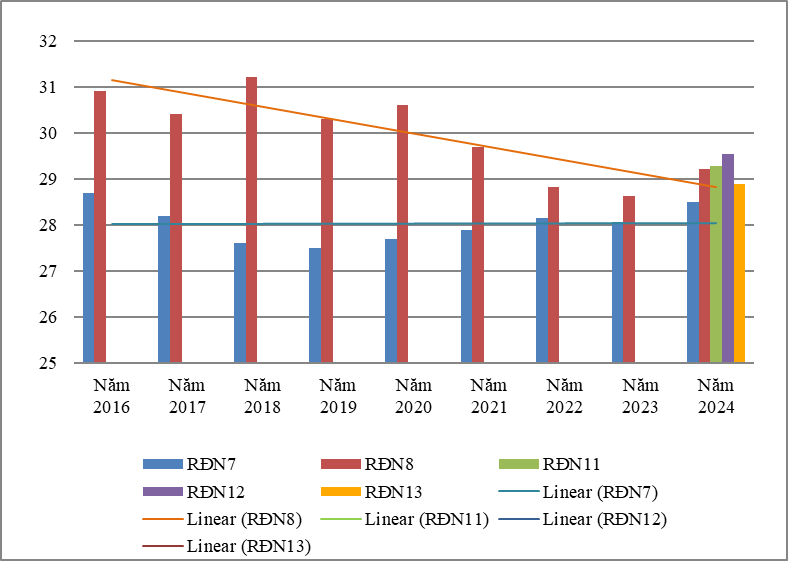 32
31
30
29
28
27
26
25
Năm Năm Năm Năm Năm Năm Năm Năm Năm
2016 2017 2018 2019 2020 2021 2022 2023 2024
RĐN7 RĐN8 RĐN11
RĐN12 RĐN13 Linear (RĐN7)
Linear (RĐN8) Linear (RĐN11) Linear (RĐN12)
Linear (RĐN13)